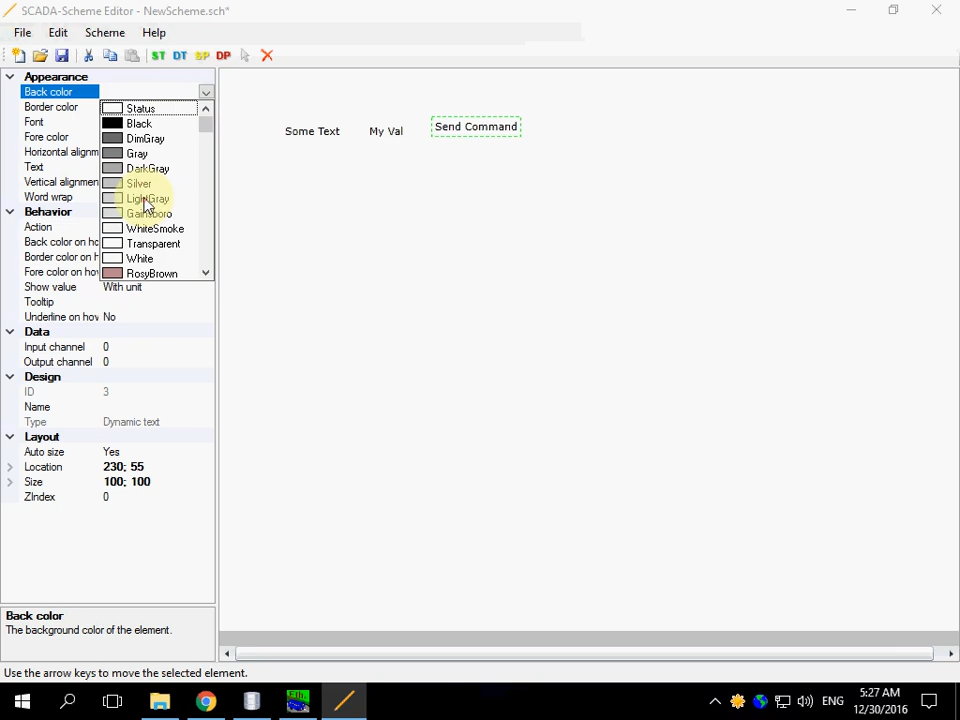 SCADA-Scheme Editor - NewScheme.sch*
File Edit Scheme Help
ST DT SP DP
Appearance
Back color
Border color
Font
Fore color
Horizontal alignm
Text
Vertical alignmen
Word wrap
Status
Black
DimGray
Gray
DarkGray
Silver
LightGray
Gainsboro
WhiteSmoke
Transparent
White
RosyBrown
Behavior
Action
Back color on ho
Border color on h
Fore color on hov
Show value With unit
Tooltip
Underline on hov No
Data
Input channel 0
Output channel 0
Design
ID 3
Name
Type Dynamic text
Layout
Auto size Yes
Location 230; 55
Size 100; 100
ZIndex 0
Some Text My Val Send Command
Back color
The background color of the element.
Use the arrow keys to move the selected element.
ENG 5:27 AM
12/30/2016